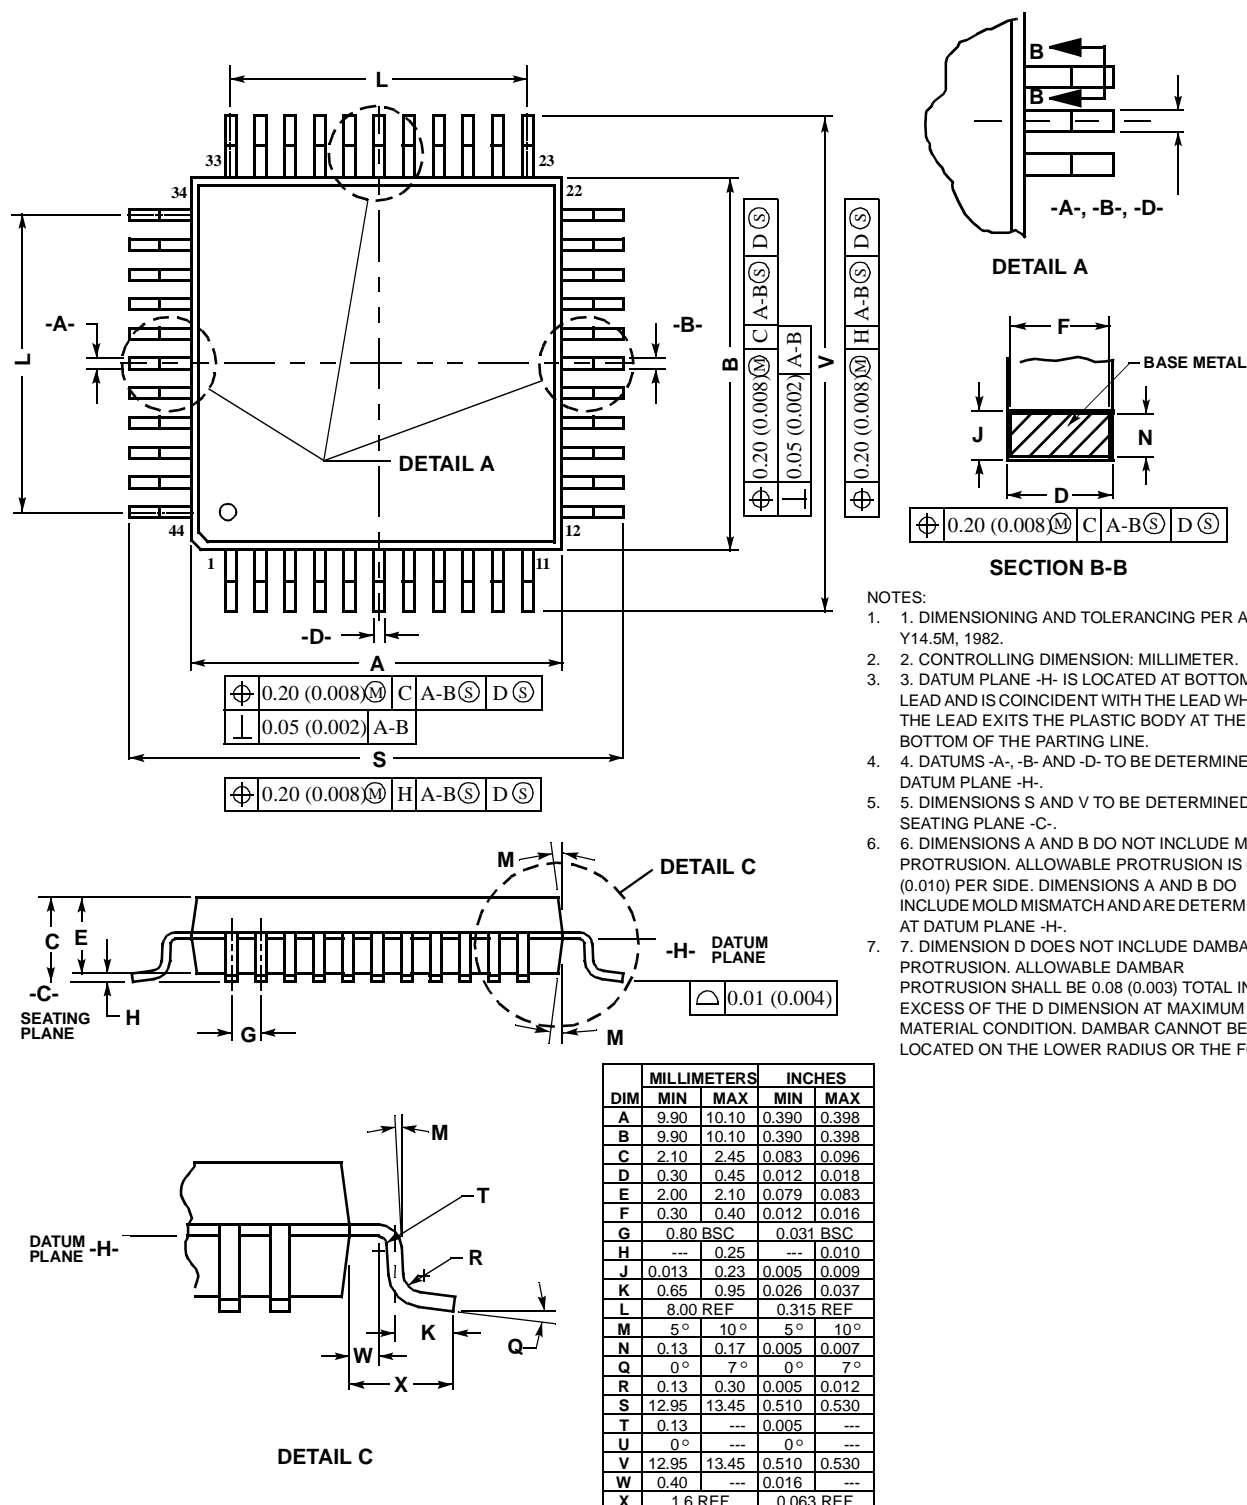 L
33
23
34
22
-A-
-B-
L
B
V
⌖ 0.20 (0.008)Ⓜ C A-BⓈ D Ⓢ
⊥ 0.05 (0.002) A-B
⌖ 0.20 (0.008)Ⓜ H A-BⓈ D Ⓢ
DETAIL A
44
12
1
11
-D-
A
⌖ 0.20 (0.008)Ⓜ C A-BⓈ D Ⓢ
⊥ 0.05 (0.002) A-B
S
⌖ 0.20 (0.008)Ⓜ H A-BⓈ D Ⓢ
B
B
-A-, -B-, -D-
DETAIL A
F
BASE METAL
J
N
D
⌖ 0.20 (0.008)Ⓜ C A-BⓈ D Ⓢ
SECTION B-B
NOTES:
1. 1. DIMENSIONING AND TOLERANCING PER
Y14.5M, 1982.
2. 2. CONTROLLING DIMENSION: MILLIMETER.
3. 3. DATUM PLANE -H- IS LOCATED AT BOTTOM
LEAD AND IS COINCIDENT WITH THE LEAD
THE LEAD EXITS THE PLASTIC BODY AT THE
BOTTOM OF THE PARTING LINE.
4. 4. DATUMS -A-, -B- AND -D- TO BE DETERMINE
DATUM PLANE -H-.
5. 5. DIMENSIONS S AND V TO BE DETERMINED
SEATING PLANE -C-.
6. 6. DIMENSIONS A AND B DO NOT INCLUDE M
PROTRUSION. ALLOWABLE PROTRUSION IS
(0.010) PER SIDE. DIMENSIONS A AND B DO
INCLUDE MOLD MISMATCH AND ARE DETERM
AT DATUM PLANE -H-.
7. 7. DIMENSION D DOES NOT INCLUDE DAMBA
PROTRUSION. ALLOWABLE DAMBAR
PROTRUSION SHALL BE 0.08 (0.003) TOTAL IN
EXCESS OF THE D DIMENSION AT MAXIMUM
MATERIAL CONDITION. DAMBAR CANNOT BE
LOCATED ON THE LOWER RADIUS OR THE
M
DETAIL C
C E
-H- DATUM
PLANE
-C-
SEATING
PLANE
H
G
0.01 (0.004)
M
M
T
DATUM
PLANE -H-
R
K
Q
W
X
DETAIL C
MILLIMETERS INCHES
DIM MIN MAX MIN MAX
A 9.90 10.10 0.390 0.398
B 9.90 10.10 0.390 0.398
C 2.10 2.45 0.083 0.096
D 0.30 0.45 0.012 0.018
E 2.00 2.10 0.079 0.083
F 0.30 0.40 0.012 0.016
G 0.80 BSC 0.031 BSC
H --- 0.25 --- 0.010
J 0.013 0.23 0.005 0.009
K 0.65 0.95 0.026 0.037
L 8.00 REF 0.315 REF
M 5° 10° 5° 10°
N 0.13 0.17 0.005 0.007
Q 0° 7° 0° 7°
R 0.13 0.30 0.005 0.012
S 12.95 13.45 0.510 0.530
T 0.13 --- 0.005 ---
U 0° --- 0° ---
V 12.95 13.45 0.510 0.530
W 0.40 --- 0.016 ---
X 1.6 REF 0.063 REF